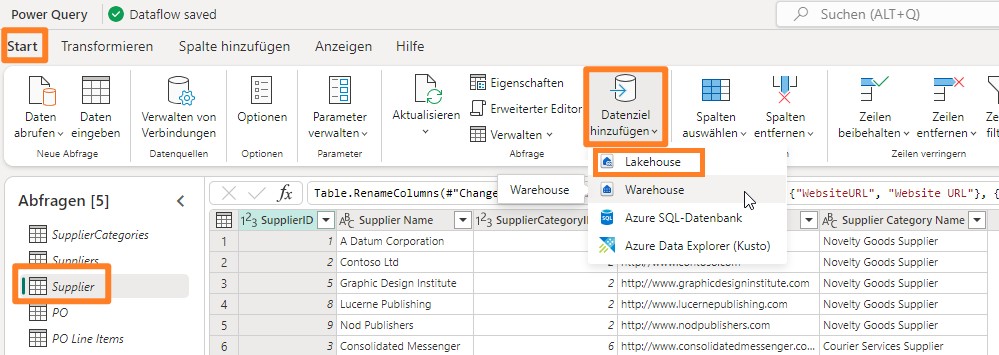 Power Query
Dataflow saved
Suchen (ALT+Q)
Start
Transformieren
Spalte hinzufügen
Anzeigen
Hilfe
Daten abrufen
Daten eingeben
Neue Abfrage
Verwalten von Verbindungen
Datenquellen
Optionen
Optionen
Parameter verwalten
Parameter
Aktualisieren
Eigenschaften
Erweiterter Editor
Verwalten
Abfrage
Datenziel hinzufügen
Spalten auswählen
Spalten entfernen
Zeilen beibehalten
Zeilen entfernen
Zeilen verringern
Lakehouse
Warehouse
Azure SQL-Datenbank
Azure Data Explorer (Kusto)
Warehouse
Abfragen [5]
SupplierCategories
Suppliers
Supplier
PO
PO Line Items
fx
Table.RenameColumns(#"Change
{"WebsiteURL", "Website URL"}, {
123 SupplierID
ABC Supplier Name
123 SupplierCategoryI
ABC Supplier Category Name
1 1 A Datum Corporation Novelty Goods Supplier
2 2 Contoso Ltd 2 Novelty Goods Supplier
3 5 Graphic Design Institute 2 http://www.graphicdesigninstitute.com Novelty Goods Supplier
4 8 Lucerne Publishing 2 http://www.lucernepublishing.com Novelty Goods Supplier
5 9 Nod Publishers 2 http://www.nodpublishers.com Novelty Goods Supplier
6 3 Consolidated Messenger 6 http://www.consolidatedmessenger.co... Courier Services Supplier